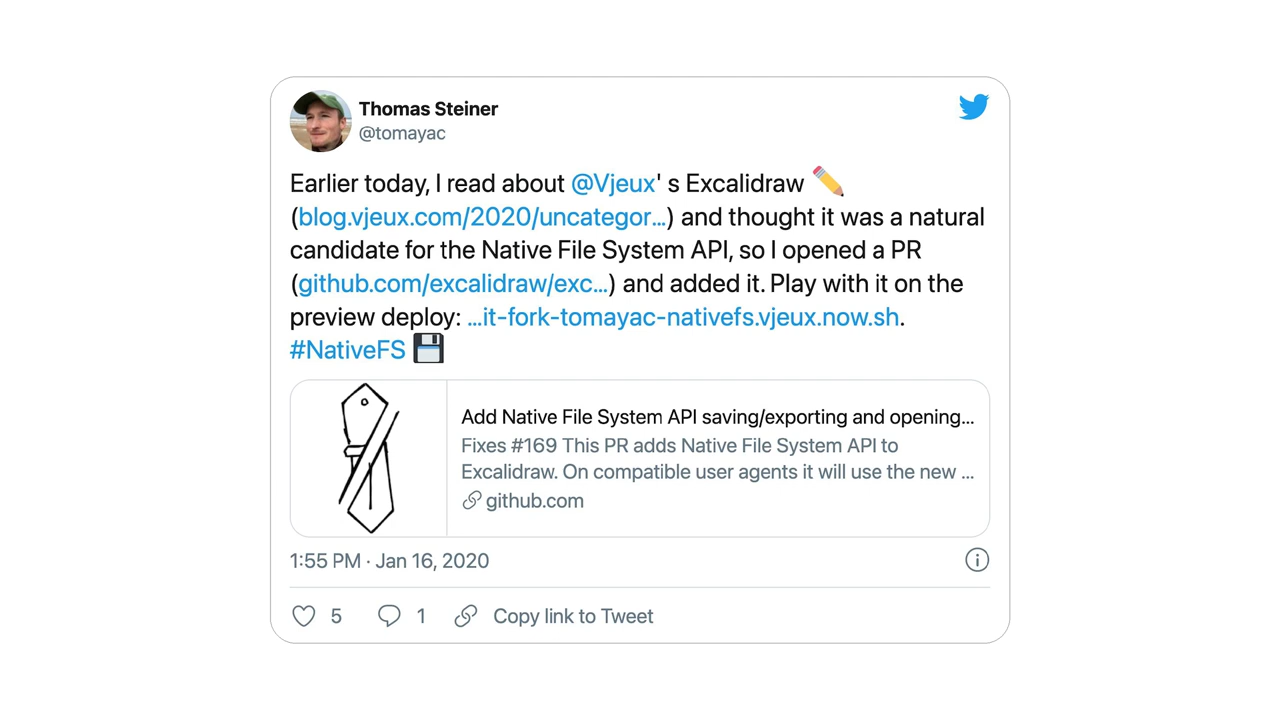 Thomas Steiner
@tomayac
Earlier today, I read about @Vjeux' s Excalidraw ✏️
(blog.vjeux.com/2020/uncategor…) and thought it was a natural
candidate for the Native File System API, so I opened a PR
(github.com/excalidraw/exc…) and added it. Play with it on the
preview deploy: …it-fork-tomayac-nativefs.vjeux.now.sh.
#NativeFS 💾
Add Native File System API saving/exporting and opening…
Fixes #169 This PR adds Native File System API to
Excalidraw. On compatible user agents it will use the new …
github.com
1:55 PM · Jan 16, 2020
5 1 Copy link to Tweet